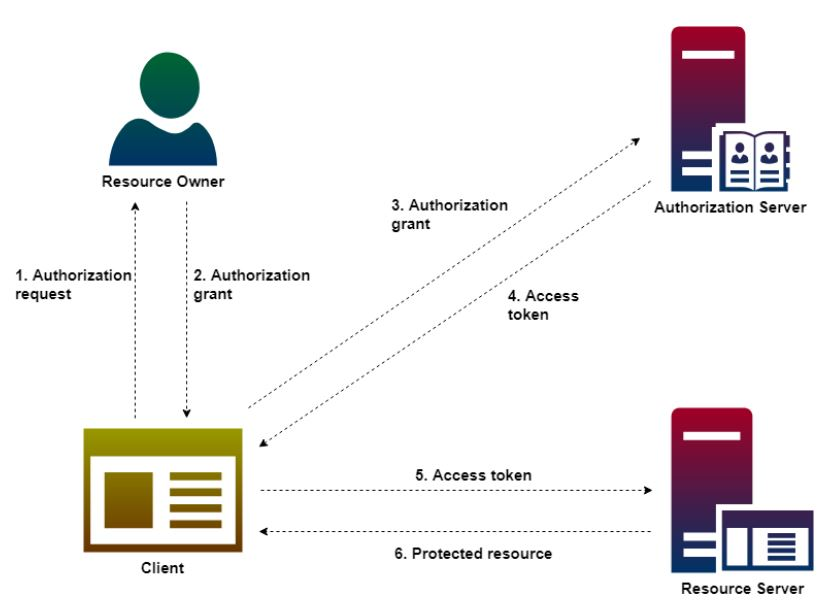 Resource Owner
Authorization Server
3. Authorization
grant
1. Authorization
request
2. Authorization
grant
4. Access
token
5. Access token
6. Protected resource
Client
Resource Server